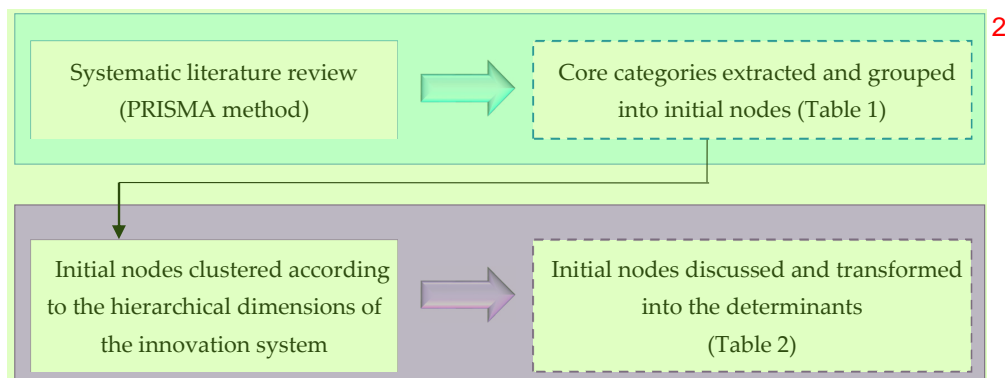 2
Systematic literature review
(PRISMA method)
Core categories extracted and grouped
into initial nodes (Table 1)
Initial nodes clustered according
to the hierarchical dimensions of
the innovation system
Initial nodes discussed and transformed
into the determinants
(Table 2)